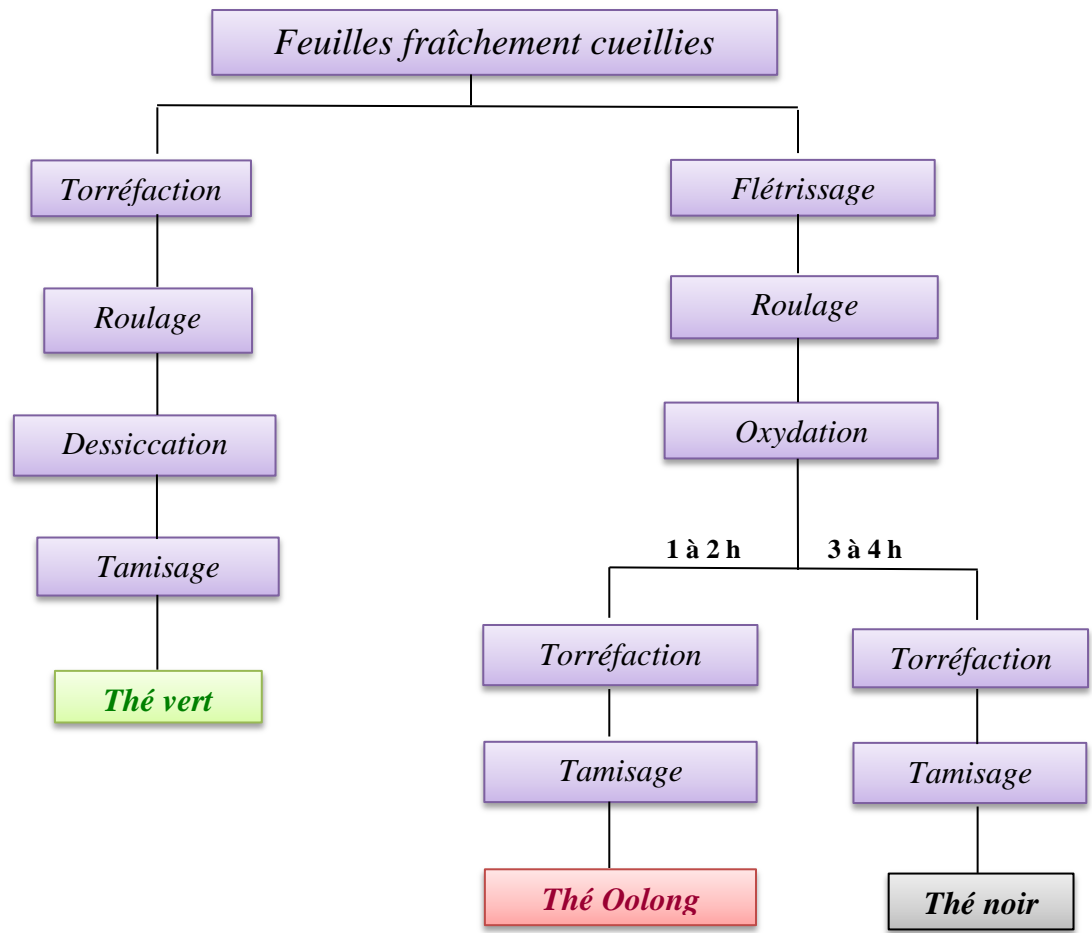 Feuilles fraîchement cueillies
Torréfaction
Flétrissage
Roulage
Roulage
Dessiccation
Oxydation
Tamisage
1 à 2 h
3 à 4 h
Torréfaction
Torréfaction
Thé vert
Tamisage
Tamisage
Thé Oolong
Thé noir